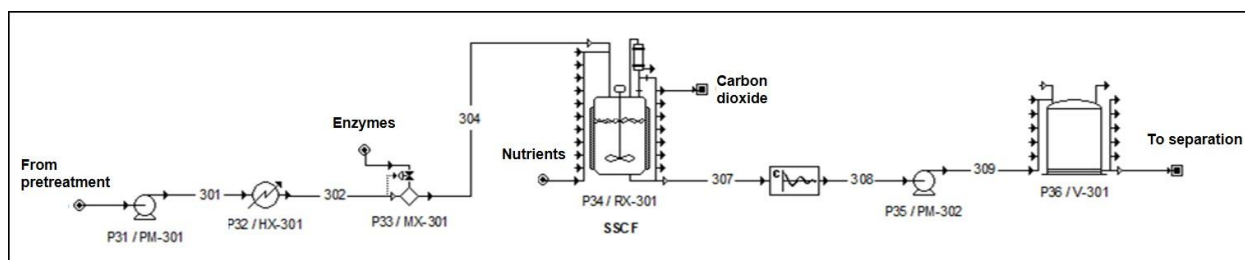 From
pretreatment
301
P31 / PM-301
P32 / HX-301
302
Enzymes
P33 / MX-301
304
Nutrients
Carbon
dioxide
P34 / RX-301
SSCF
307
C
308
P35 / PM-302
309
P36 / V-301
To separation